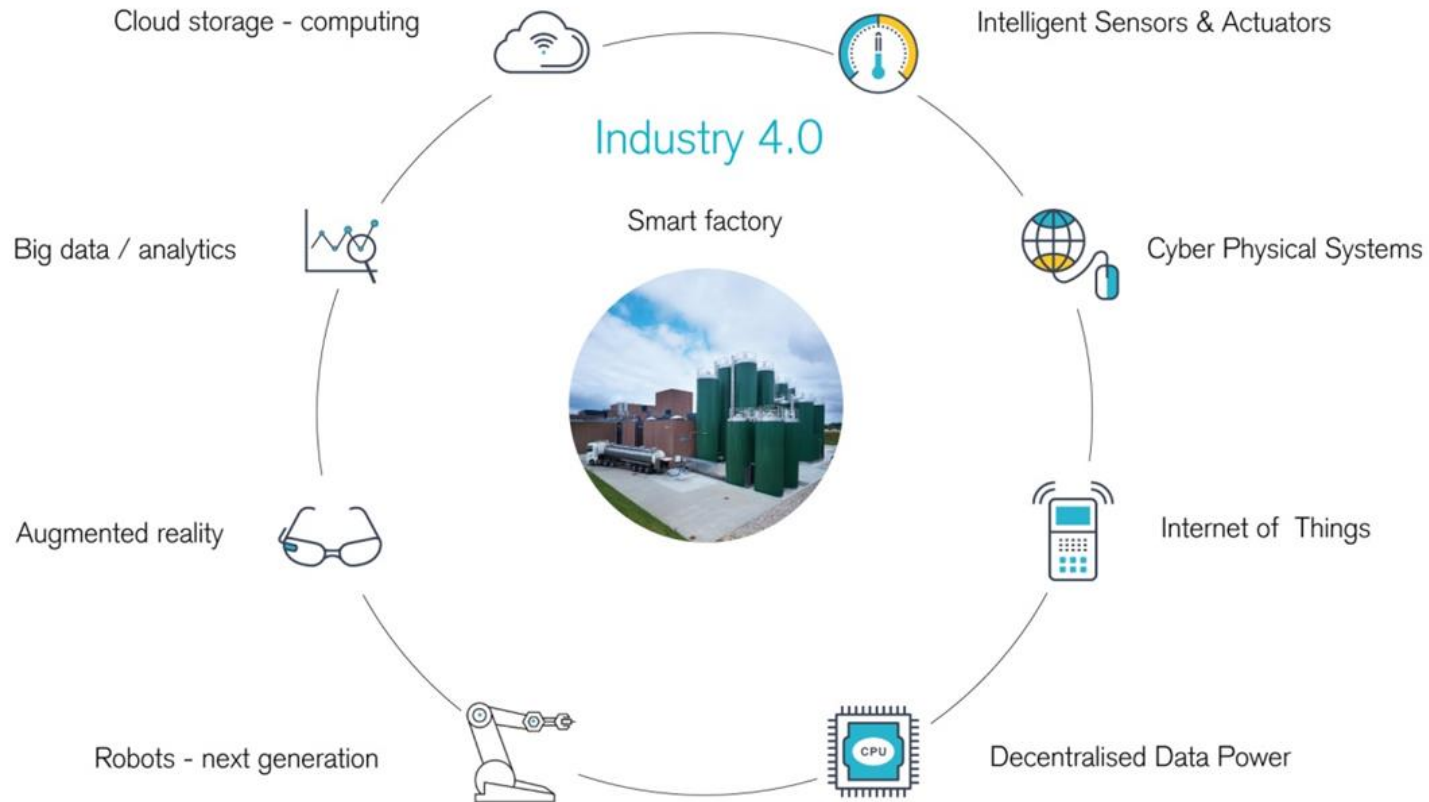 Cloud storage - computing
Intelligent Sensors & Actuators
Industry 4.0
Smart factory
Big data / analytics
Cyber Physical Systems
Augmented reality
Internet of Things
Robots - next generation
CPU
Decentralised Data Power